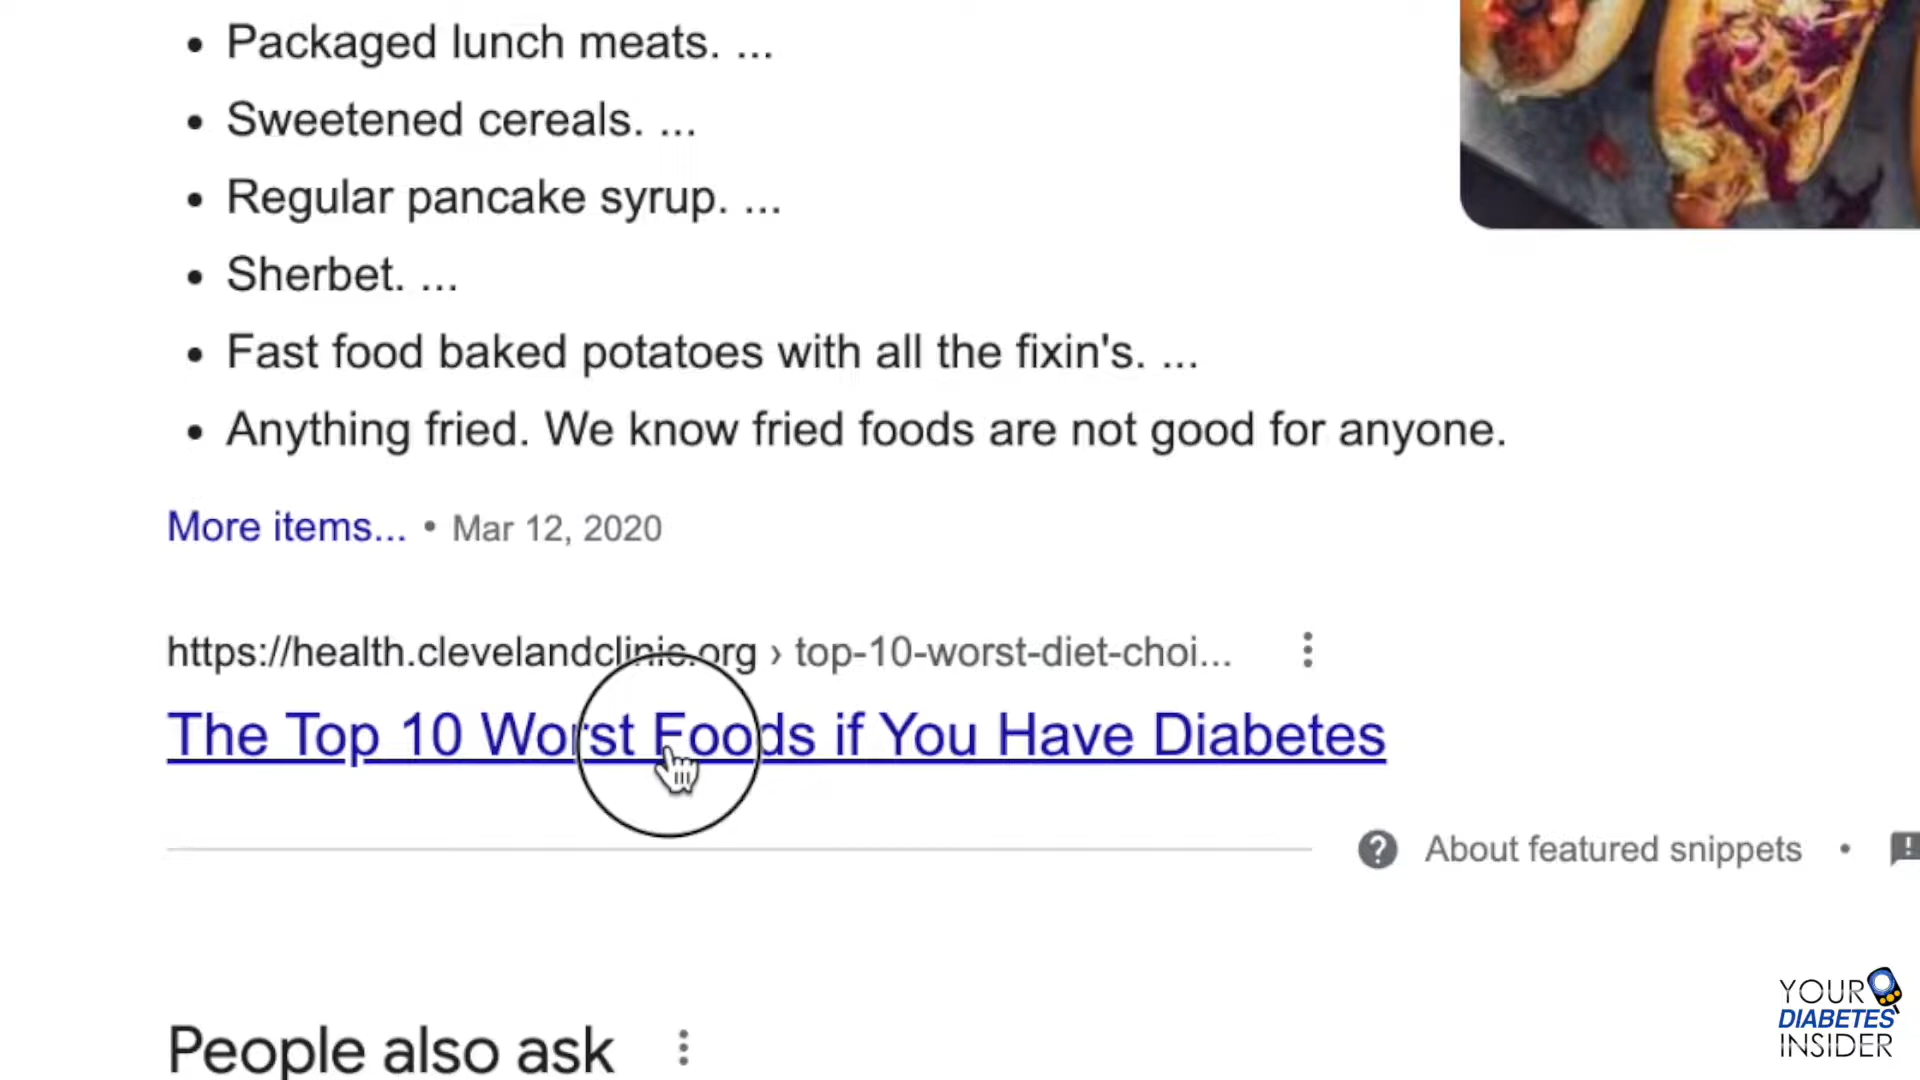 Packaged lunch meats. ...
Sweetened cereals. ...
Regular pancake syrup. ...
Sherbet. ...
Fast food baked potatoes with all the fixin's. ...
Anything fried. We know fried foods are not good for anyone.
More items... • Mar 12, 2020
https://health.clevelandclinic.org › top-10-worst-diet-choi...
The Top 10 Worst Foods if You Have Diabetes
About featured snippets •
People also ask
YOUR
DIABETES
INSIDER